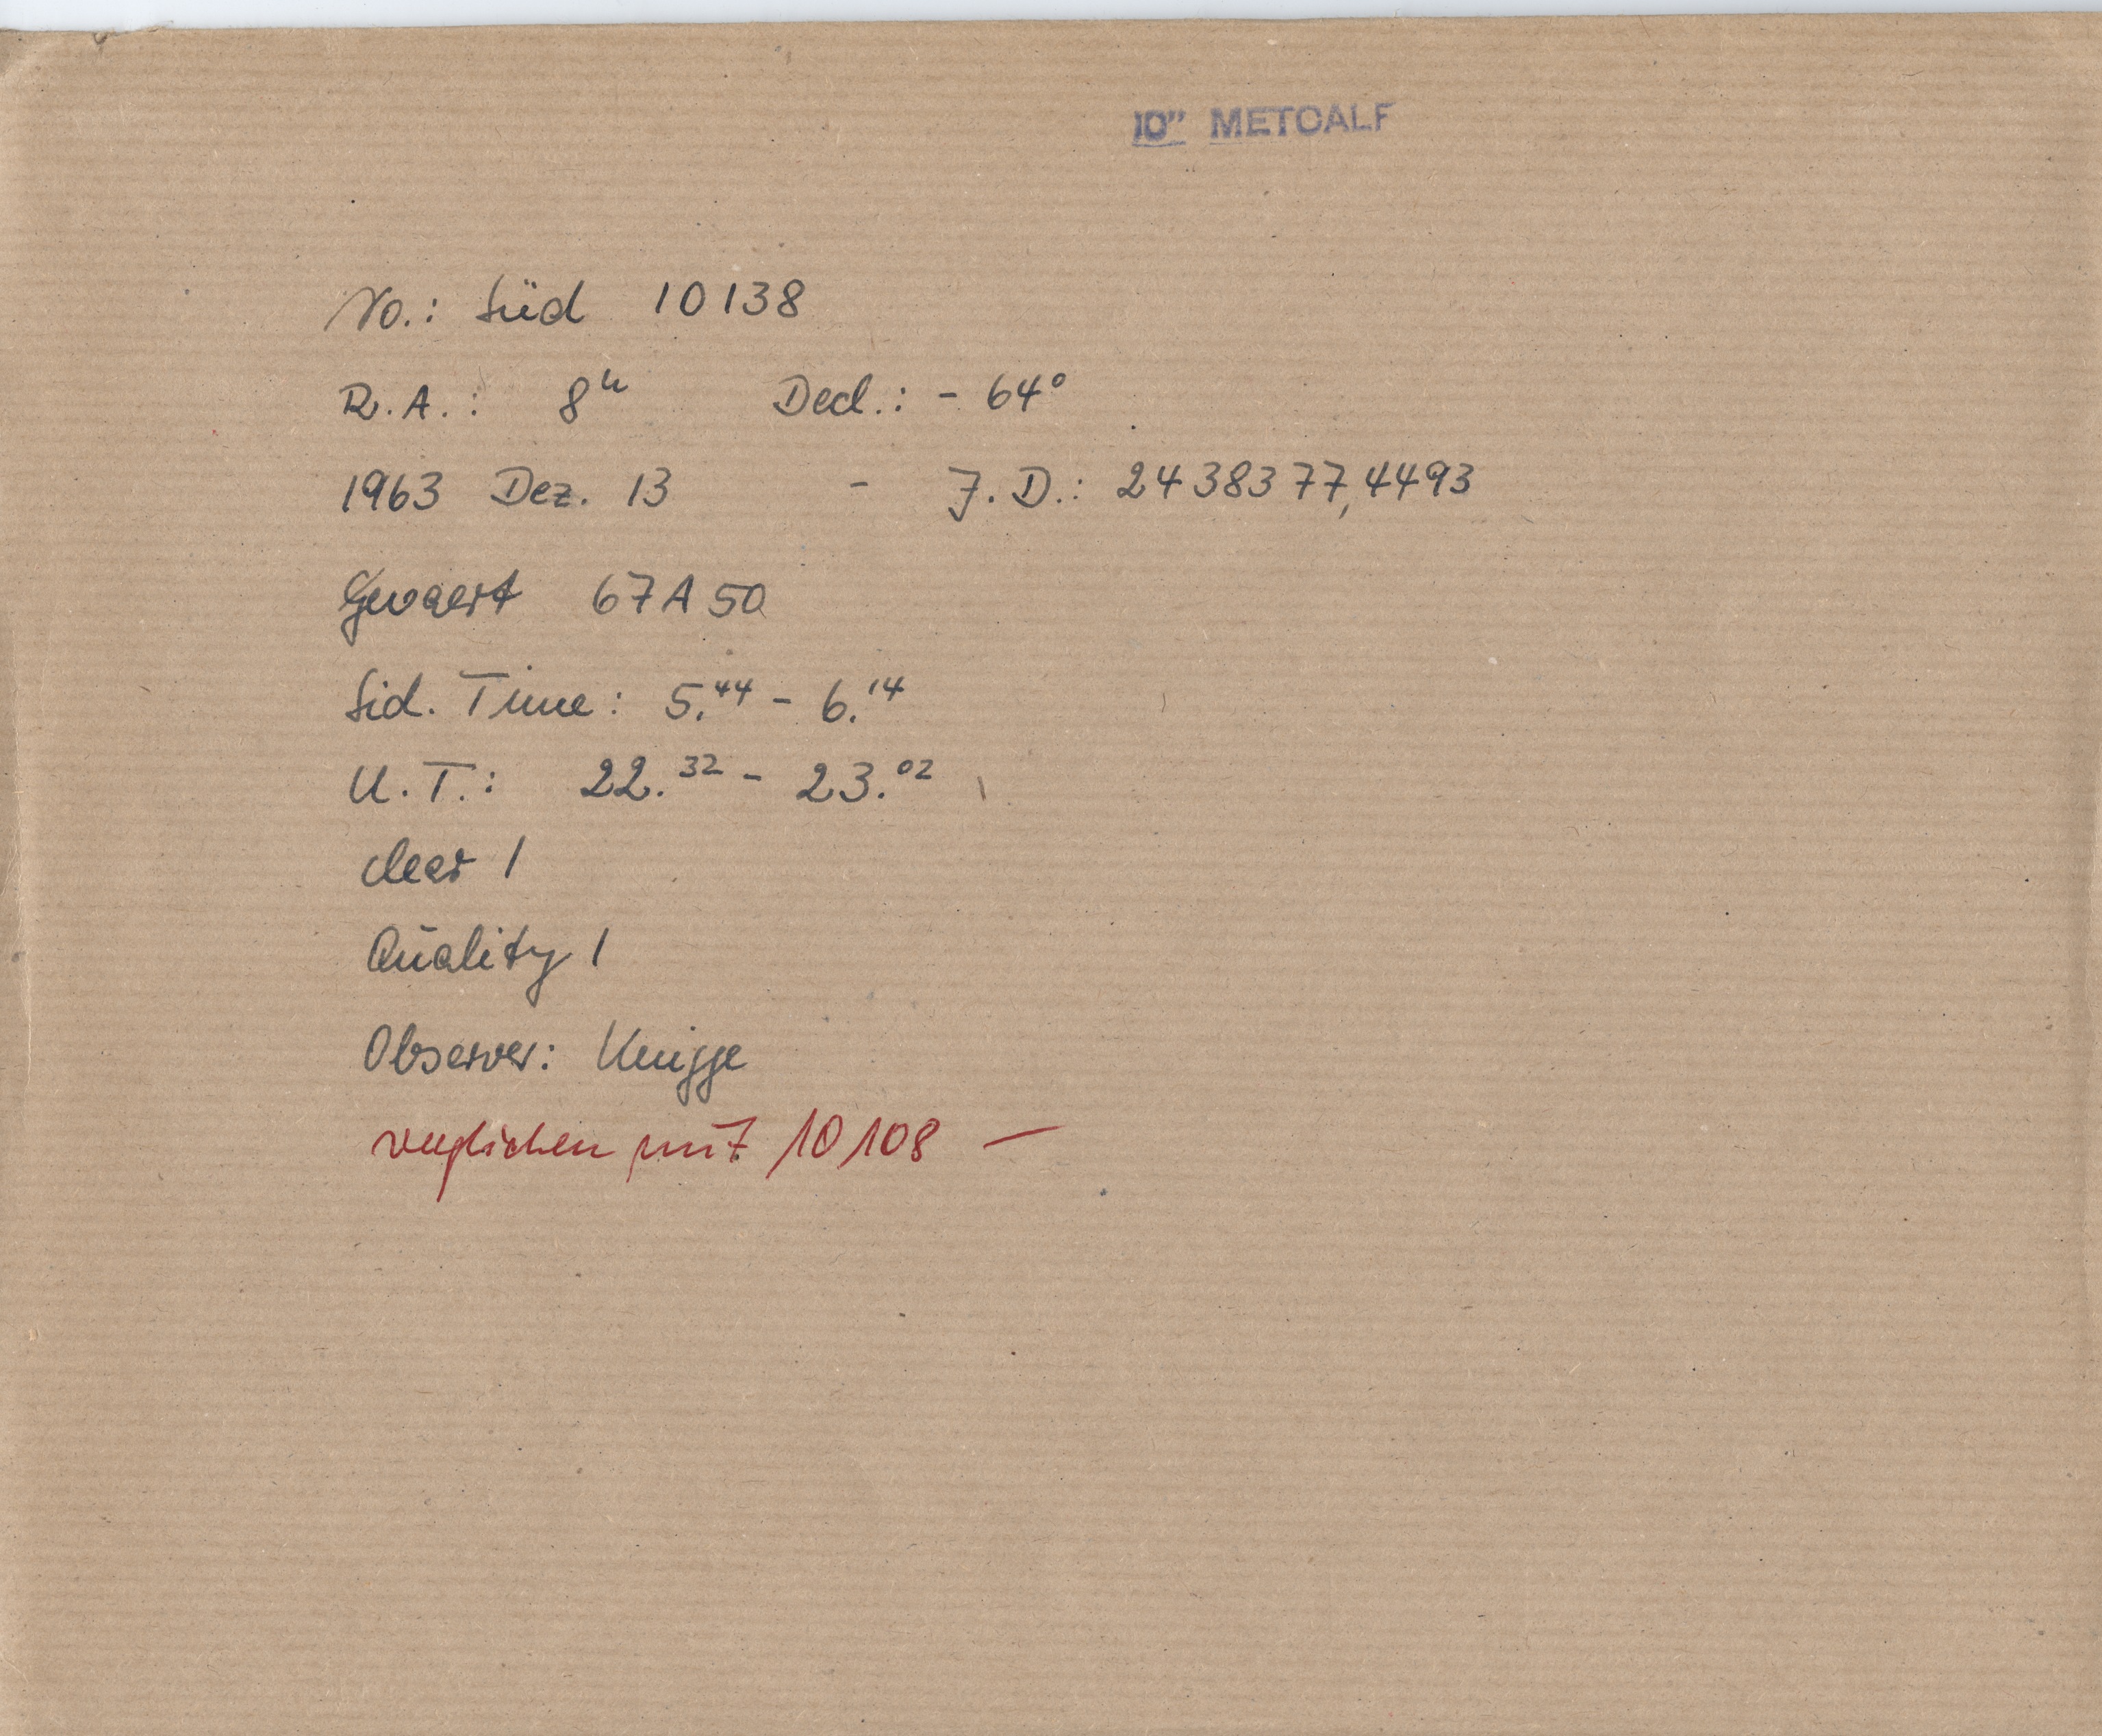 10" METCALF
No.: Süd 10138
R.A.: 8ʰ Decl.: - 64°
1963 Dez. 13 - J.D.: 2438377,4493
Gevaert 67A50
Sid. Time: 5.⁴⁴ - 6.¹⁴
U.T.: 22.³² - 23.⁰²
clear 1
Quality 1
Observer: Knigge
verglichen mit 10108 —